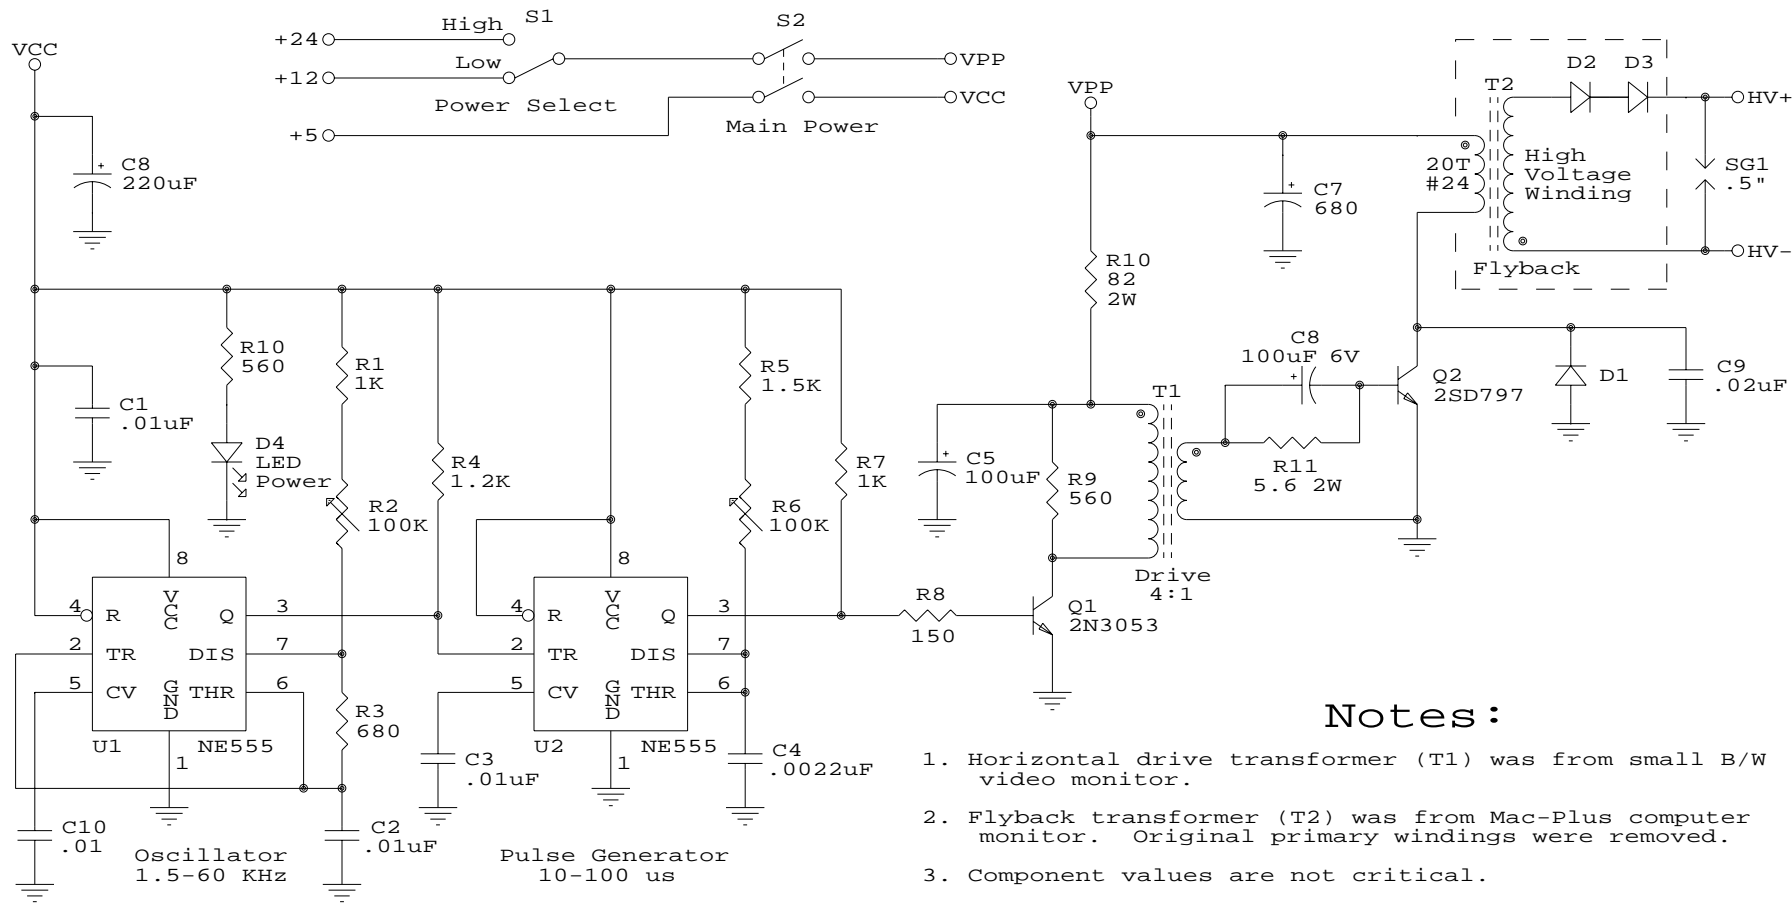 VCC
C8
220uF
+24
High
S1
+12
Low
Power Select
+5
S2
VPP
VCC
Main Power
VPP
C7
680
R10
82
2W
T2
20T
#24
High
Voltage
Winding
D2
D3
HV+
SG1
.5"
HV-
Flyback
C1
.01uF
R10
560
D4
LED
Power
R1
1K
R2
100K
R4
1.2K
R5
1.5K
R6
100K
R7
1K
C5
100uF
R9
560
T1
Drive
4:1
C8
100uF 6V
R11
5.6 2W
Q2
2SD797
D1
C9
.02uF
8
4
R
VCC
Q
3
2
TR
DIS
7
5
CV
GND
THR
6
U1
NE555
1
R3
680
C10
.01
Oscillator
1.5-60 KHz
C2
.01uF
8
4
R
VCC
Q
3
2
TR
DIS
7
5
CV
GND
THR
6
U2
NE555
1
C3
.01uF
C4
.0022uF
Pulse Generator
10-100 us
R8
150
Q1
2N3053
Notes:
1. Horizontal drive transformer (T1) was from small B/W
video monitor.
2. Flyback transformer (T2) was from Mac-Plus computer
monitor. Original primary windings were removed.
3. Component values are not critical.